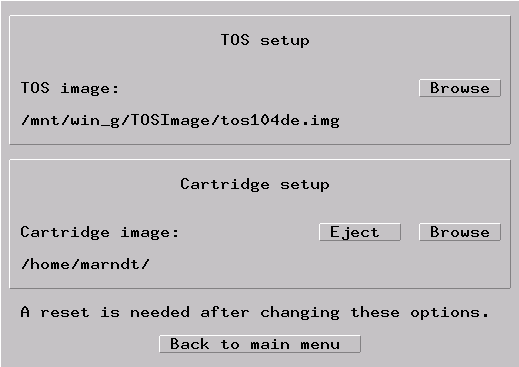 TOS setup
TOS image: Browse
/mnt/win_g/TOSImage/tos104de.img
Cartridge setup
Cartridge image: Eject Browse
/home/marndt/
A reset is needed after changing these options.
Back to main menu